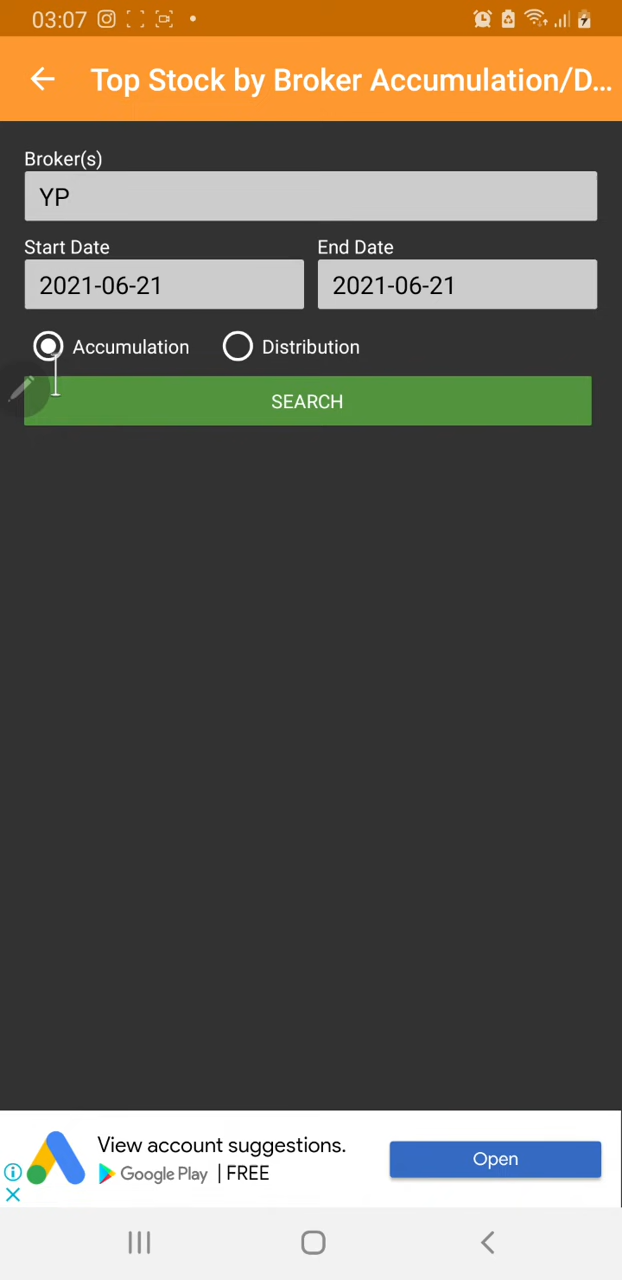 03:07
Top Stock by Broker Accumulation/D...
Broker(s)
YP
Start Date End Date
2021-06-21 2021-06-21
Accumulation Distribution
SEARCH
View account suggestions.
Google Play | FREE
Open